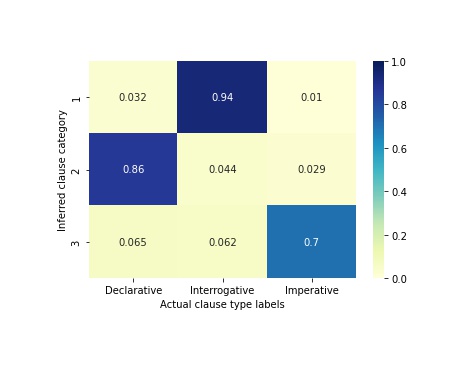 1.0
1 0.032 0.94 0.01
0.8
2 0.86 0.044 0.029
0.6
0.4
3 0.065 0.062 0.7
0.2
0.0
Inferred clause category
Declarative Interrogative Imperative
Actual clause type labels